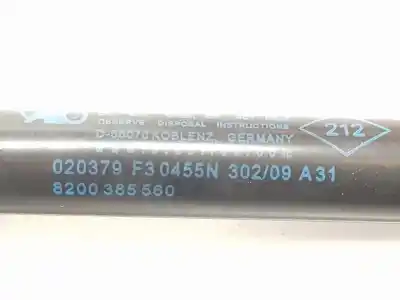 OBSERVE DISPOSAL INSTRUCTIONS
D-56070 KOBLENZ, GERMANY
212
020379 F3 0455N 302/09 A31
8200 385 560